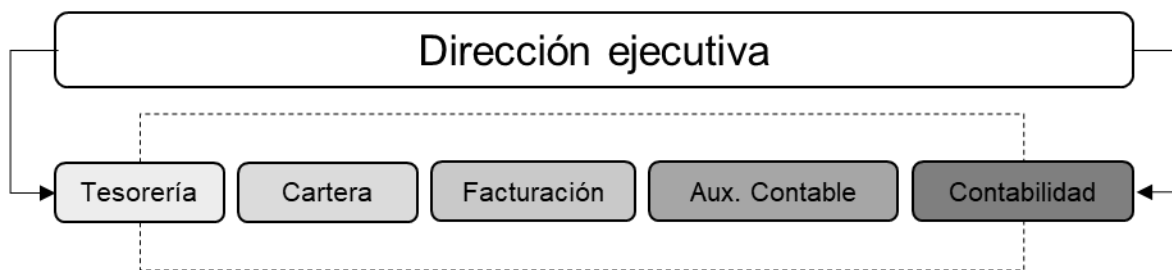 Dirección ejecutiva
Tesorería
Cartera
Facturación
Aux. Contable
Contabilidad